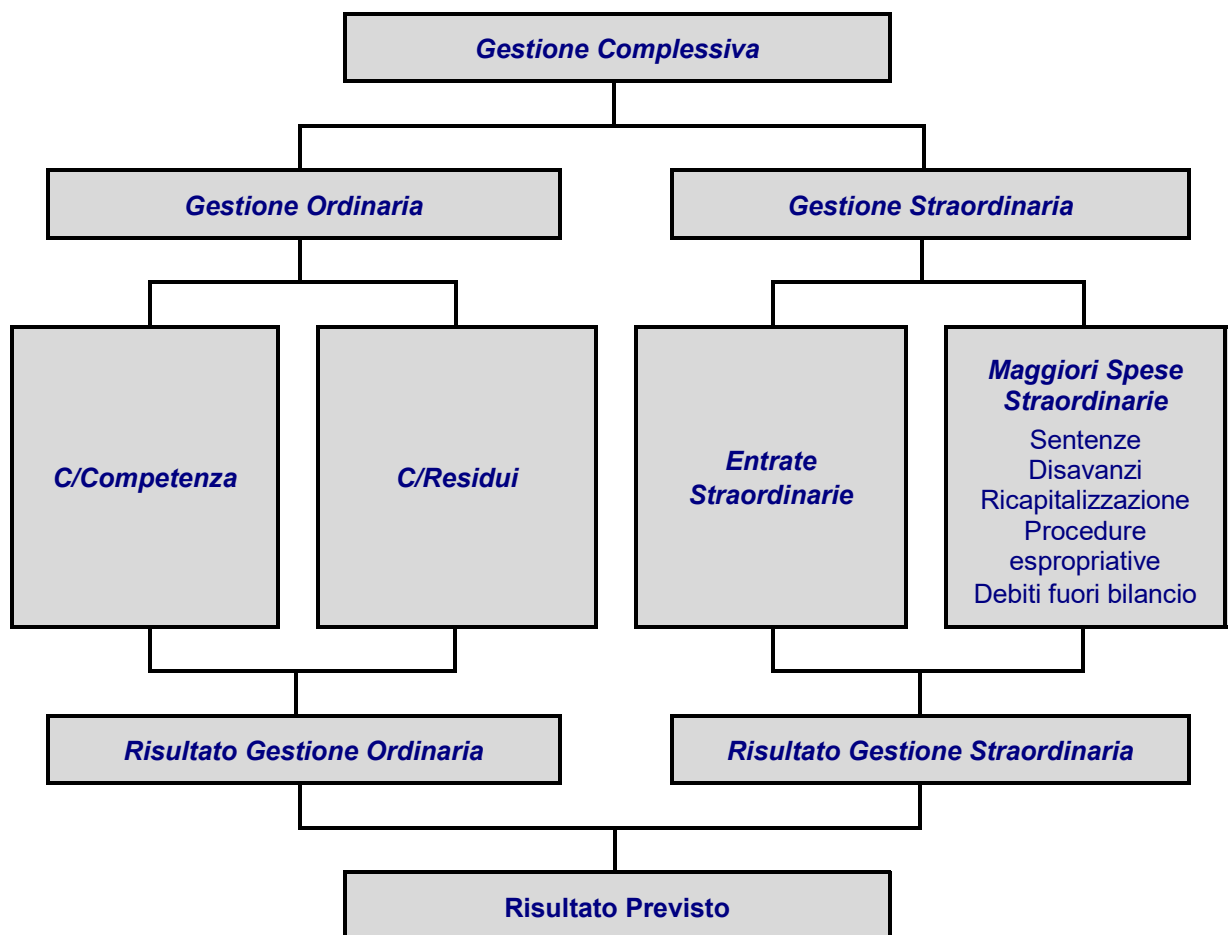 Gestione Complessiva
Gestione Ordinaria
Gestione Straordinaria
C/Competenza
C/Residui
Entrate
Straordinarie
Maggiori Spese
Straordinarie
Sentenze
Disavanzi
Ricapitalizzazione
Procedure
espropriative
Debiti fuori bilancio
Risultato Gestione Ordinaria
Risultato Gestione Straordinaria
Risultato Previsto